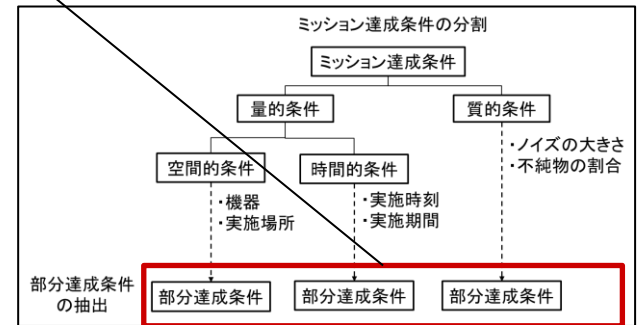 ミッション達成条件の分割
ミッション達成条件
量的条件
質的条件
・ノイズの大きさ
・不純物の割合
空間的条件
時間的条件
・機器
・実施場所
・実施時刻
・実施期間
部分達成条件
の抽出
部分達成条件
部分達成条件
部分達成条件